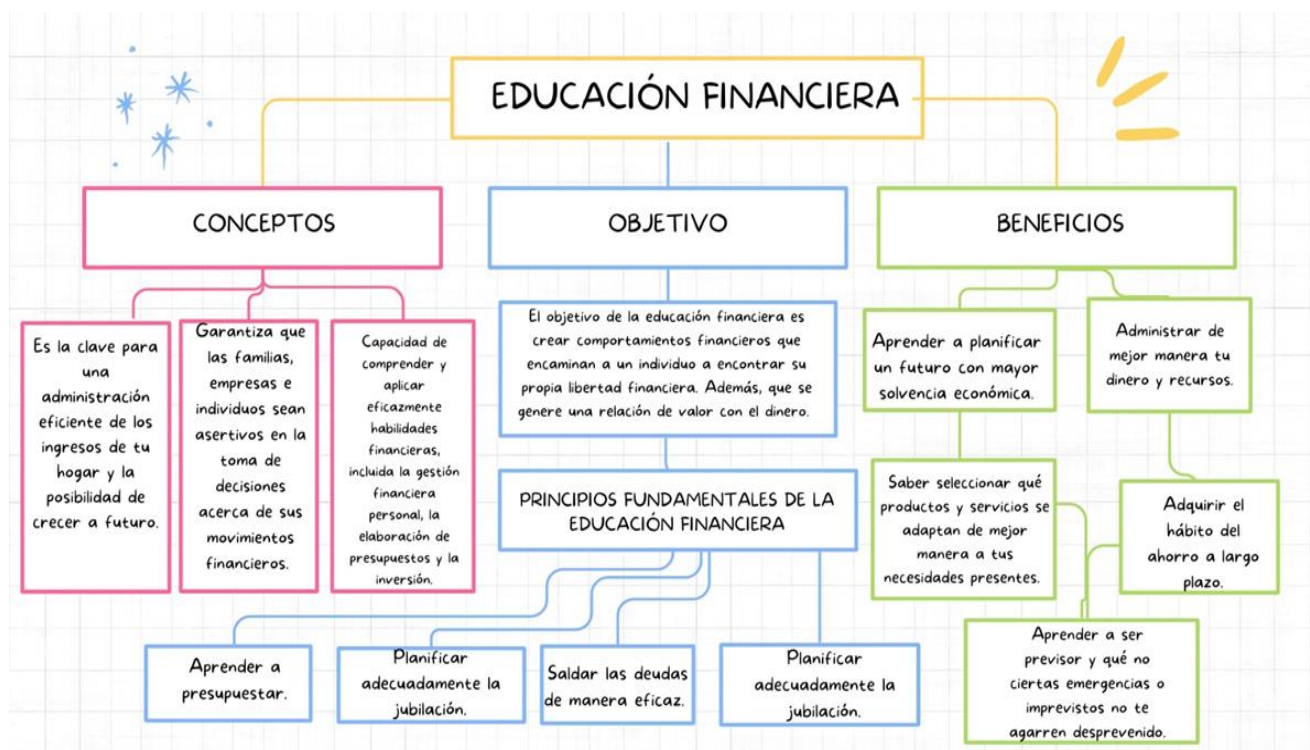 EDUCACIÓN FINANCIERA
CONCEPTOS
Es la clave para
una
administración
eficiente de los
ingresos de tu
hogar y la
posibilidad de
crecer a futuro.
Garantiza que
las familias,
empresas e
individuos sean
asertivos en la
toma de
decisiones
acerca de sus
movimientos
financieros.
Capacidad de
comprender y
aplicar
eficazmente
habilidades
financieras,
incluida la gestión
financiera
personal, la
elaboración de
presupuestos y la
inversión.
OBJETIVO
El objetivo de la educación financiera es
crear comportamientos financieros que
encaminan a un individuo a encontrar su
propia libertad financiera. Además, que se
genere una relación de valor con el dinero.
PRINCIPIOS FUNDAMENTALES DE LA
EDUCACIÓN FINANCIERA
Aprender a
presupuestar.
Planificar
adecuadamente la
jubilación.
Saldar las deudas
de manera eficaz.
Planificar
adecuadamente la
jubilación.
BENEFICIOS
Aprender a planificar
un futuro con mayor
solvencia económica.
Administrar de
mejor manera tu
dinero y recursos.
Saber seleccionar qué
productos y servicios se
adaptan de mejor
manera a tus
necesidades presentes.
Adquirir el
hábito del
ahorro a largo
plazo.
Aprender a ser
previsor y qué no
ciertas emergencias o
imprevistos no te
agarren desprevenido.